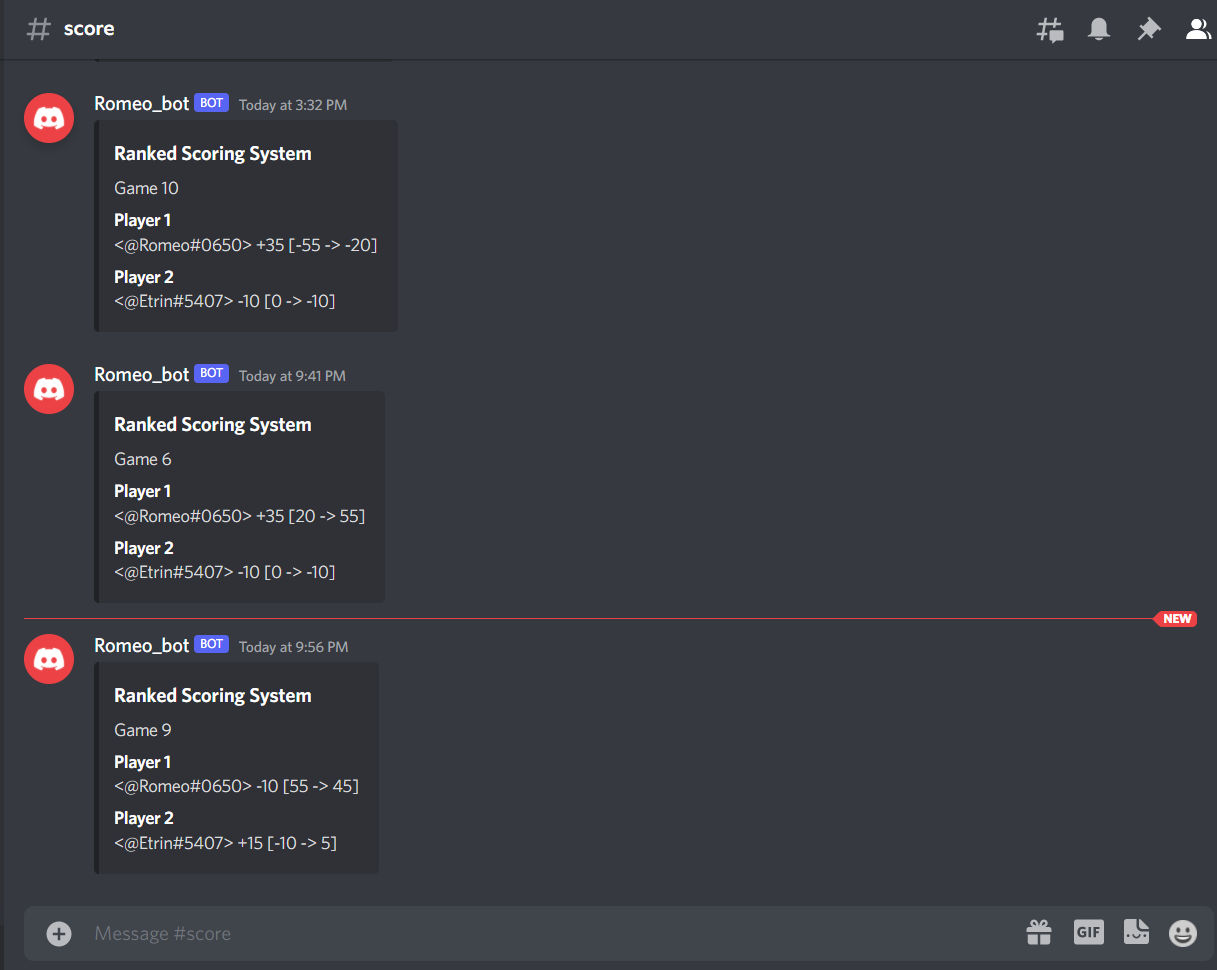 # score
Romeo_bot BOT Today at 3:32 PM
Ranked Scoring System
Game 10
Player 1
<@Romeo#0650> +35 [-55 -> -20]
Player 2
<@Etrin#5407> -10 [0 -> -10]
Romeo_bot BOT Today at 9:41 PM
Ranked Scoring System
Game 6
Player 1
<@Romeo#0650> +35 [20 -> 55]
Player 2
<@Etrin#5407> -10 [0 -> -10]
NEW
Romeo_bot BOT Today at 9:56 PM
Ranked Scoring System
Game 9
Player 1
<@Romeo#0650> -10 [55 -> 45]
Player 2
<@Etrin#5407> +15 [-10 -> 5]
Message #score
GIF